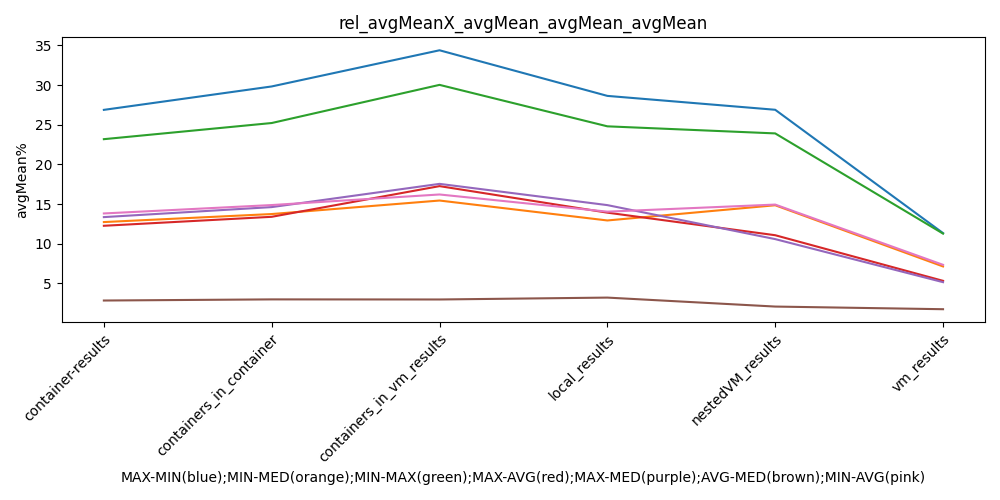 rel_avgMeanX_avgMean_avgMean_avgMean
avgMean%
35
30
25
20
15
10
5
container-results
containers_in_container
containers_in_vm_results
local_results
nestedVM_results
vm_results
MAX-MIN(blue);MIN-MED(orange);MIN-MAX(green);MAX-AVG(red);MAX-MED(purple);AVG-MED(brown);MIN-AVG(pink)